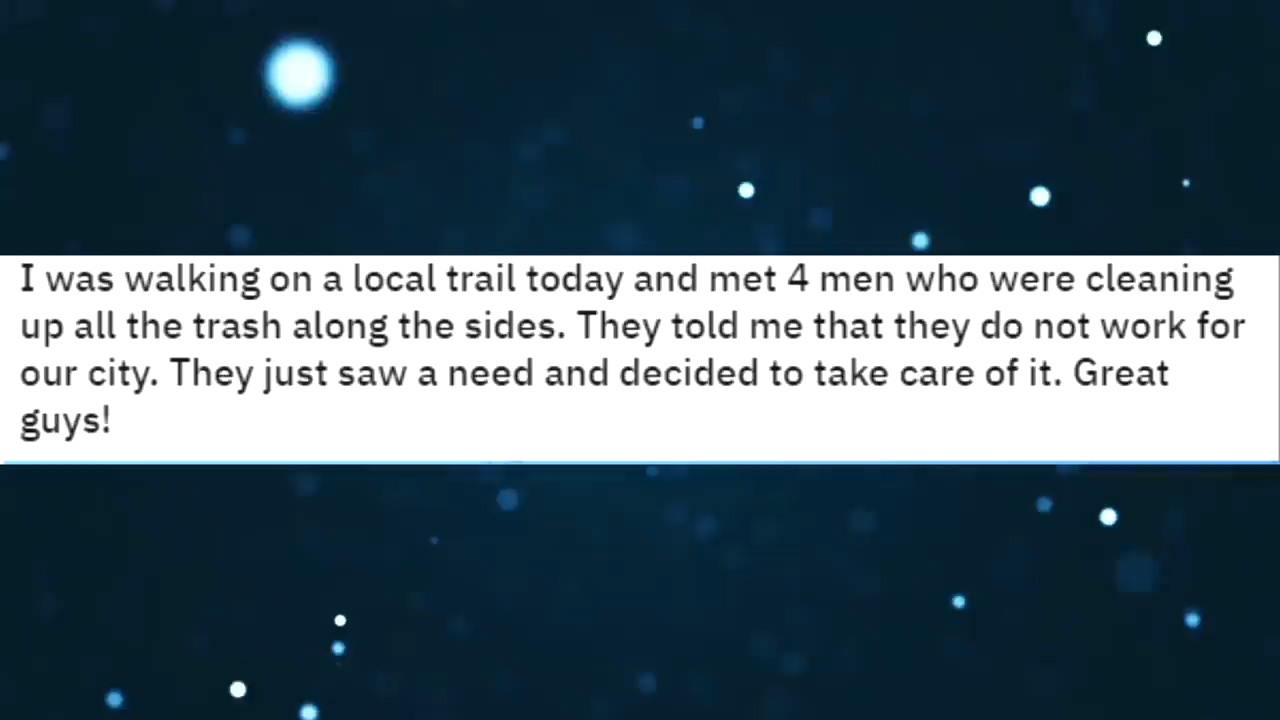 I was walking on a local trail today and met 4 men who were cleaning
up all the trash along the sides. They told me that they do not work for
our city. They just saw a need and decided to take care of it. Great
guys!